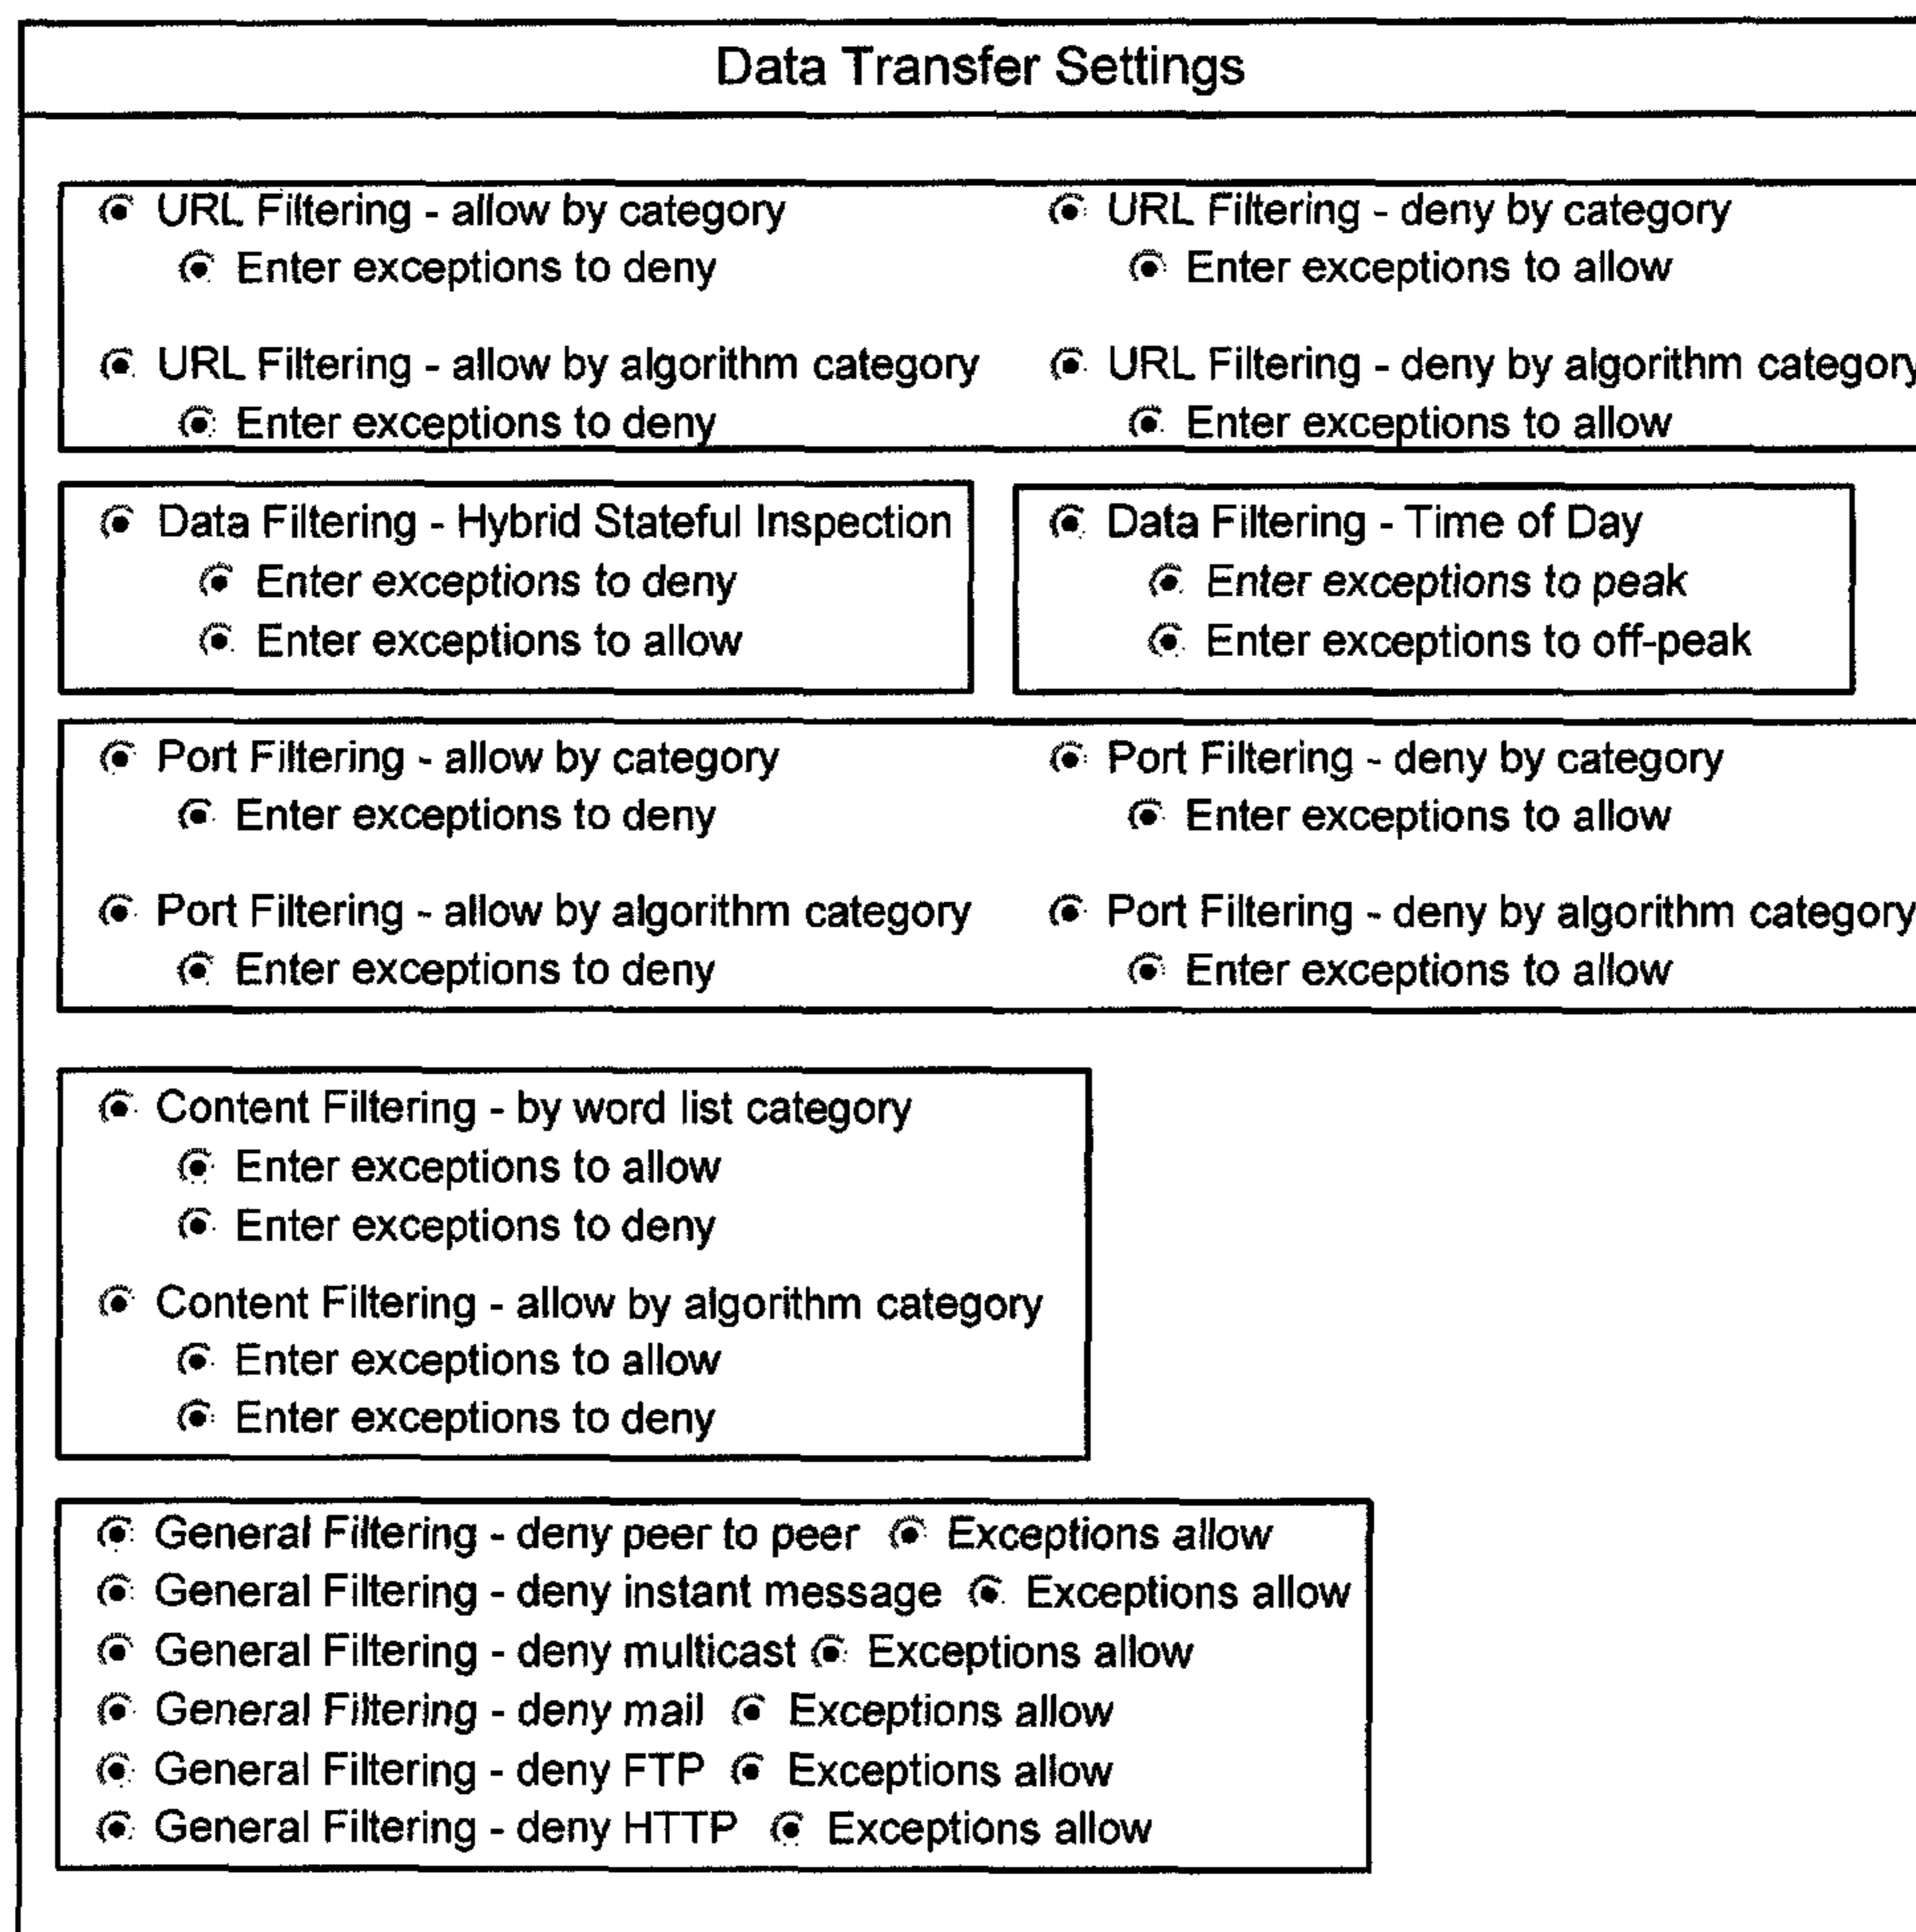 Data Transfer Settings
URL Filtering - allow by category
URL Filtering - deny by category
Enter exceptions to deny
Enter exceptions to allow
URL Filtering - allow by algorithm category
URL Filtering - deny by algorithm category
Enter exceptions to deny
Enter exceptions to allow
Data Filtering - Hybrid Stateful Inspection
Enter exceptions to deny
Enter exceptions to allow
Data Filtering - Time of Day
Enter exceptions to peak
Enter exceptions to off-peak
Port Filtering - allow by category
Port Filtering - deny by category
Enter exceptions to deny
Enter exceptions to allow
Port Filtering - allow by algorithm category
Port Filtering - deny by algorithm category
Enter exceptions to deny
Enter exceptions to allow
Content Filtering - by word list category
Enter exceptions to allow
Enter exceptions to deny
Content Filtering - allow by algorithm category
Enter exceptions to allow
Enter exceptions to deny
General Filtering - deny peer to peer Exceptions allow
General Filtering - deny instant message Exceptions allow
General Filtering - deny multicast Exceptions allow
General Filtering - deny mail Exceptions allow
General Filtering - deny FTP Exceptions allow
General Filtering - deny HTTP Exceptions allow